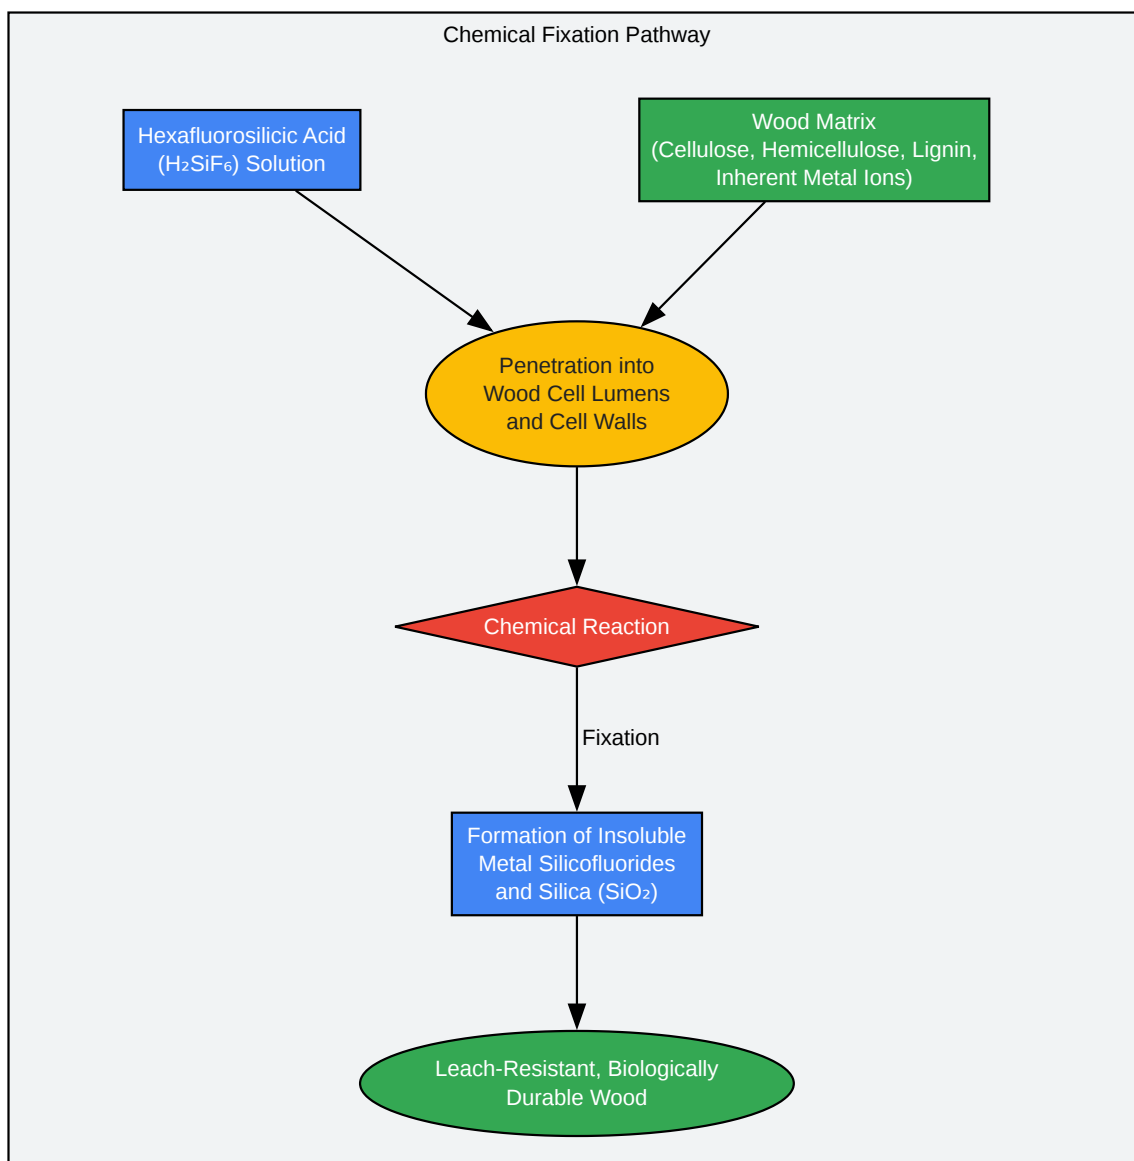 Chemical Fixation Pathway
Hexafluorosilicic Acid
(H₂SiF₆) Solution
Wood Matrix
(Cellulose, Hemicellulose, Lignin,
Inherent Metal Ions)
Penetration into
Wood Cell Lumens
and Cell Walls
Chemical Reaction
Fixation
Formation of Insoluble
Metal Silicofluorides
and Silica (SiO₂)
Leach-Resistant, Biologically
Durable Wood